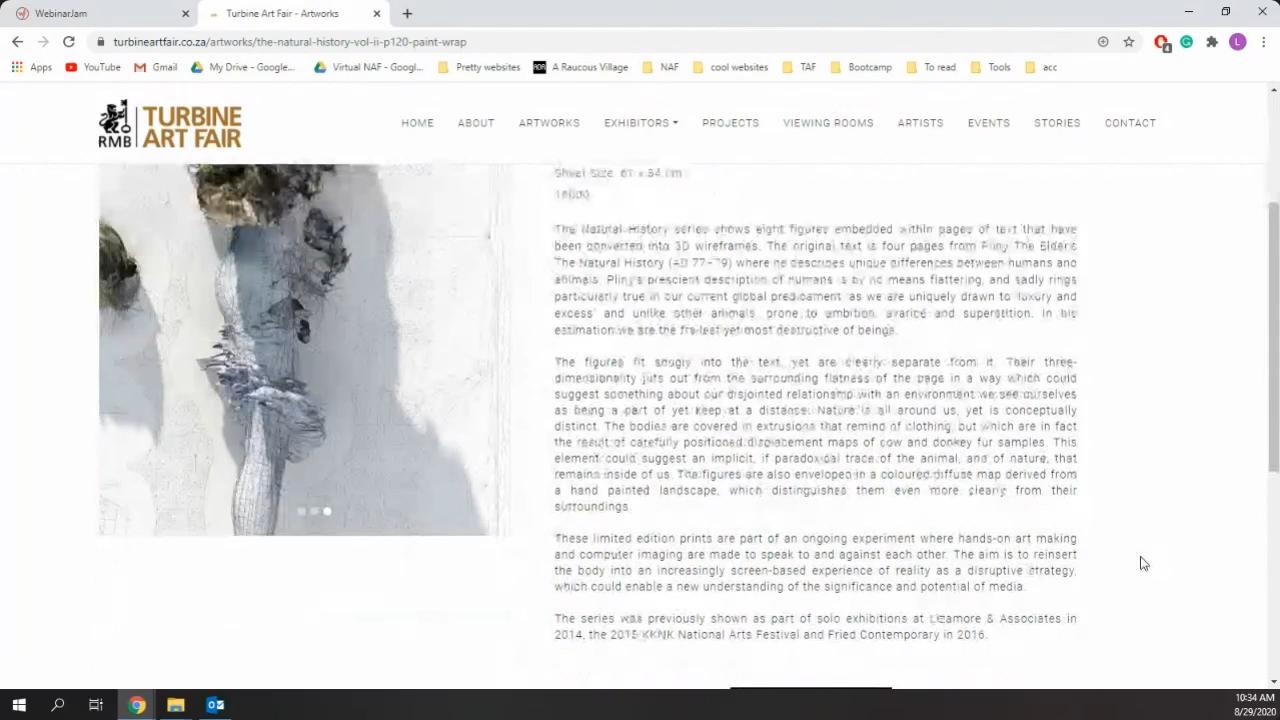 WebinarJam
Turbine Art Fair - Artworks
turbineartfair.co.za/artworks/the-natural-history-vol-ii-p120-paint-wrap
L
Apps YouTube Gmail My Drive - Google... Virtual NAF - Googl... Pretty websites A Raucous Village NAF cool websites TAF Bootcamp To read Tools acc
RMB TURBINE ART FAIR
HOME ABOUT ARTWORKS EXHIBITORS PROJECTS VIEWING ROOMS ARTISTS EVENTS STORIES CONTACT
Sheet Size
The Natural History series shows eight figures embedded within pages of text that have
been converted into 3D wireframes. The original text is four pages from Pliny The Elder's
The Natural History (AD 77–79) where he describes unique differences between humans and
animals. Pliny's prescient description of humans is by no means flattering, and sadly rings
particularly true in our current global predicament as we are uniquely drawn to 'luxury and
excess' and unlike other animals prone to ambition, avarice and superstition. In his
estimation we are the frailest yet most destructive of beings.
The figures fit snugly into the text, yet are clearly separate from it. Their three-
dimensionality juts out from the surrounding flatness of the page in a way which could
suggest something about our disjointed relationship with an environment we see ourselves
as being a part of yet keep at a distance. Nature is all around us, yet is conceptually
distinct. The bodies are covered in extrusions that remind of clothing, but which are in fact
the result of carefully positioned displacement maps of cow and donkey fur samples. This
element could suggest an implicit, if paradoxical trace of the animal, and of nature, that
remains inside of us. The figures are also enveloped in a coloured diffuse map derived from
a hand painted landscape, which distinguishes them even more clearly from their
surroundings.
These limited edition prints are part of an ongoing experiment where hands-on art making
and computer imaging are made to speak to and against each other. The aim is to reinsert
the body into an increasingly screen-based experience of reality as a disruptive strategy,
which could enable a new understanding of the significance and potential of media.
The series was previously shown as part of solo exhibitions at Lizamore & Associates in
2014, the 2015 KKNK National Arts Festival and Fried Contemporary in 2016.
10:34 AM
8/29/2020